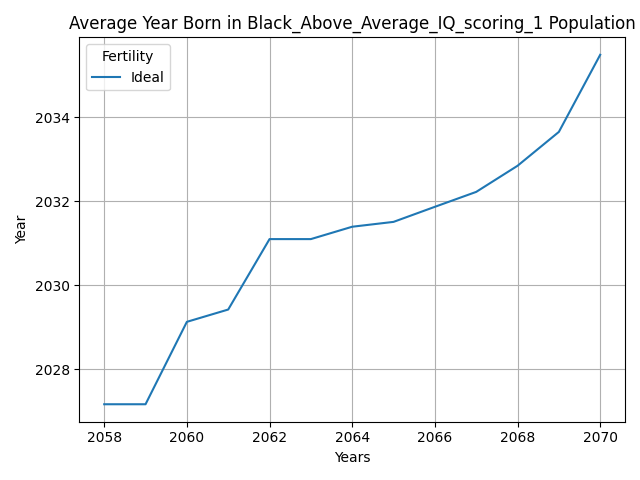 Average Year Born in Black_Above_Average_IQ_scoring_1 Population
Fertility
Ideal
Year
2034
2032
2030
2028
2058 2060 2062 2064 2066 2068 2070
Years